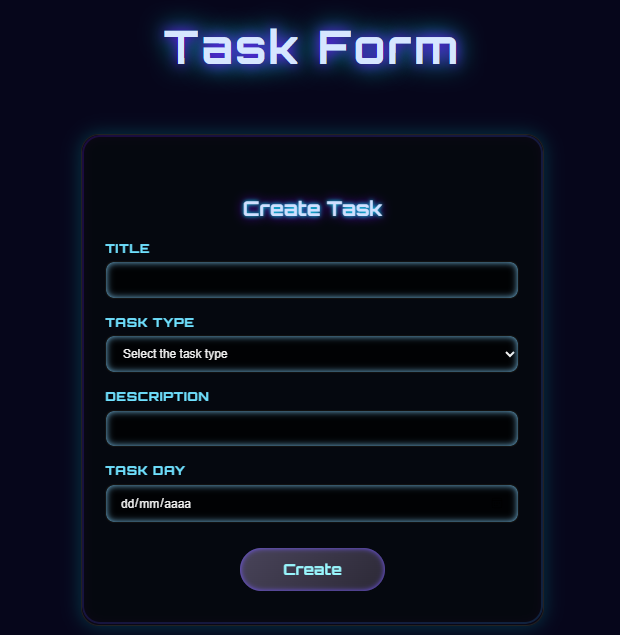 Task Form
Create Task
TITLE
TASK TYPE
Select the task type
DESCRIPTION
TASK DAY
dd/mm/aaaa
Create